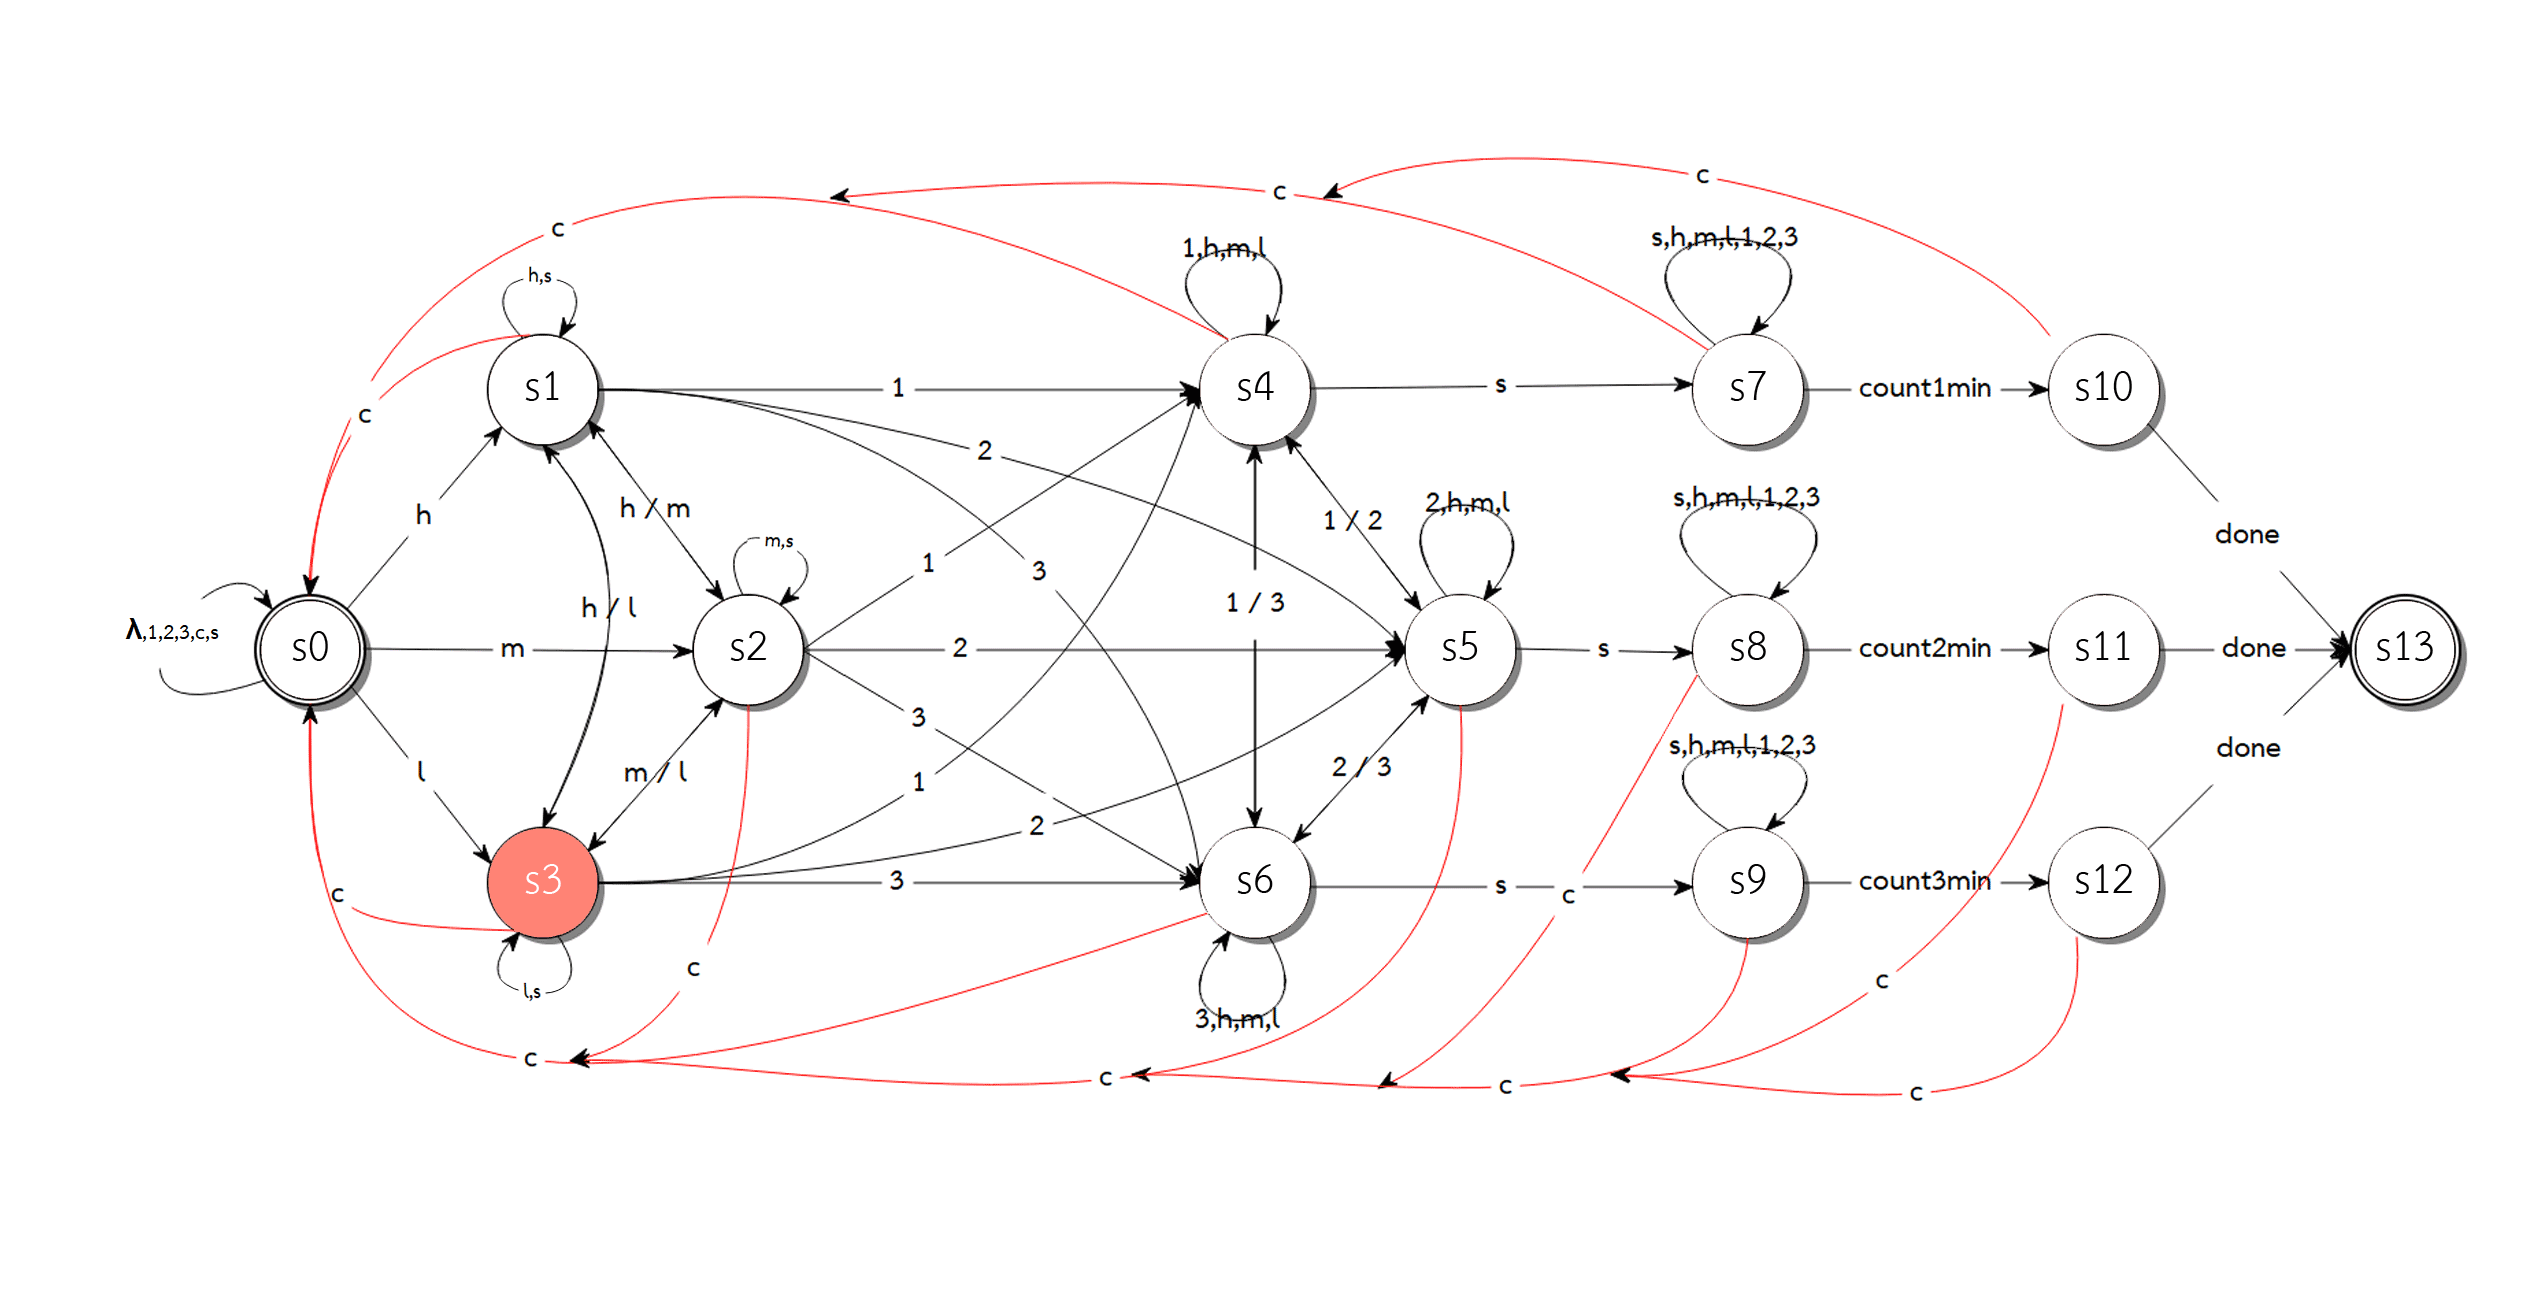 c
c
c
s,h,m,l,1,2,3
1,h,m,l
h,s
s1
1
s4
s
s7
count1min
s10
c
2
h
h / m
1 / 2
2,h,m,l
s,h,m,l,1,2,3
done
m,s
1
3
h / l
1 / 3
λ,1,2,3,c,s
s0
m
s2
2
s5
s
s8
count2min
s11
done
s13
3
l
m / l
1
2 / 3
s,h,m,l,1,2,3
done
2
s3
3
s6
s
c
s9
count3min
s12
c
l,s
c
3,h,m,l
c
c
c
c
c